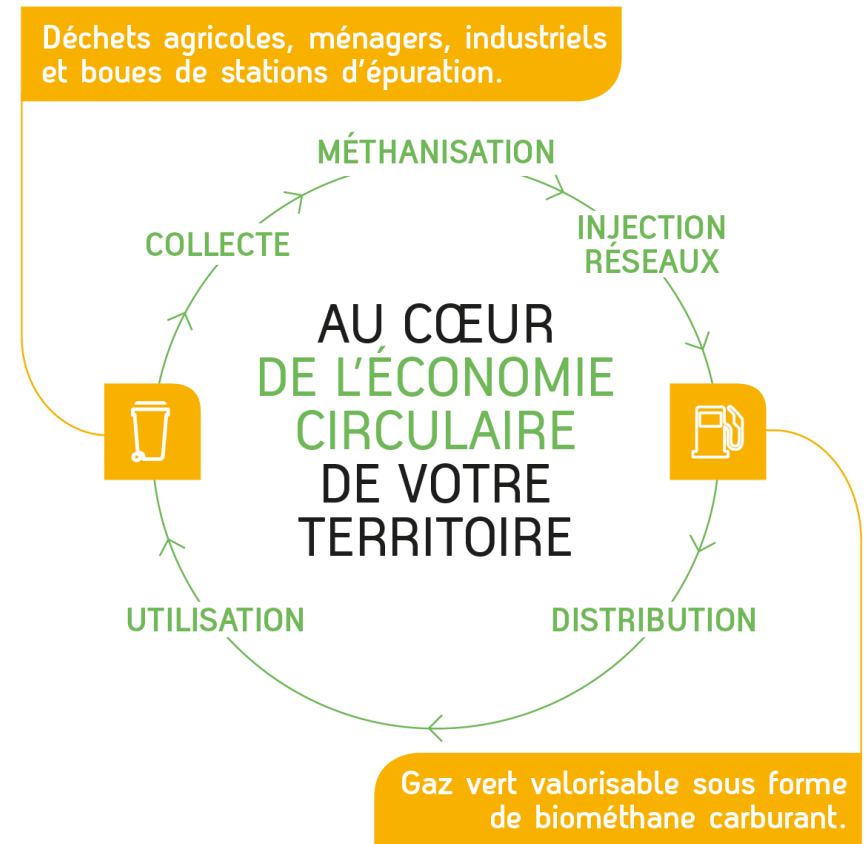 Déchets agricoles, ménagers, industriels
et boues de stations d'épuration.
MÉTHANISATION
COLLECTE
INJECTION
RÉSEAUX
AU CŒUR
DE L'ÉCONOMIE
CIRCULAIRE
DE VOTRE
TERRITOIRE
UTILISATION
DISTRIBUTION
Gaz vert valorisable sous forme
de biométhane carburant.